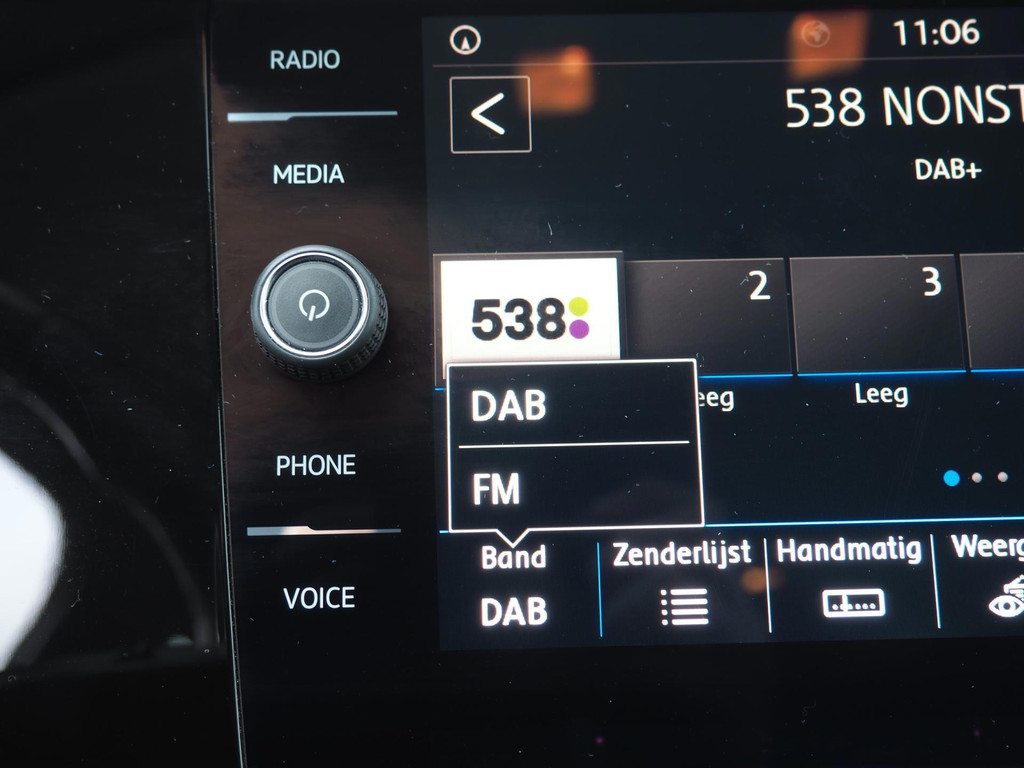 RADIO
MEDIA
PHONE
VOICE
11:06
538 NONST
DAB+
538
2
3
eeg
Leeg
DAB
FM
Band
DAB
Zenderlijst
Handmatig
Weerg